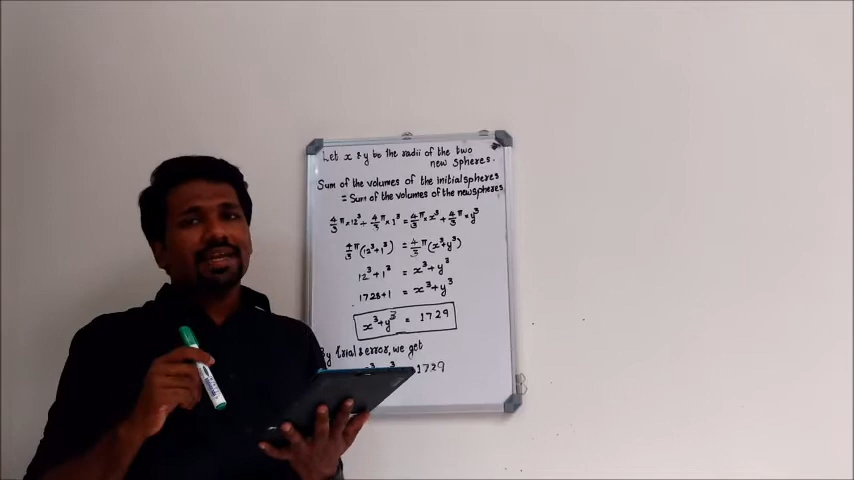 Let x & y be the radii of the two
new spheres.
Sum of the volumes of the initial spheres
= Sum of the volumes of the new spheres
4/3 π×12³ + 4/3 π×1³ = 4/3 π×x³ + 4/3 π×y³
4/3 π(12³+1³) = 4/3 π(x³+y³)
12³+1³ = x³+y³
1728+1 = x³+y³
x³+y³ = 1729
By trial & error, we get
1729